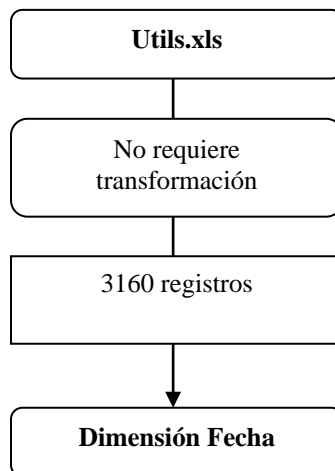 Utils.xls
No requiere
transformación
3160 registros
Dimensión Fecha